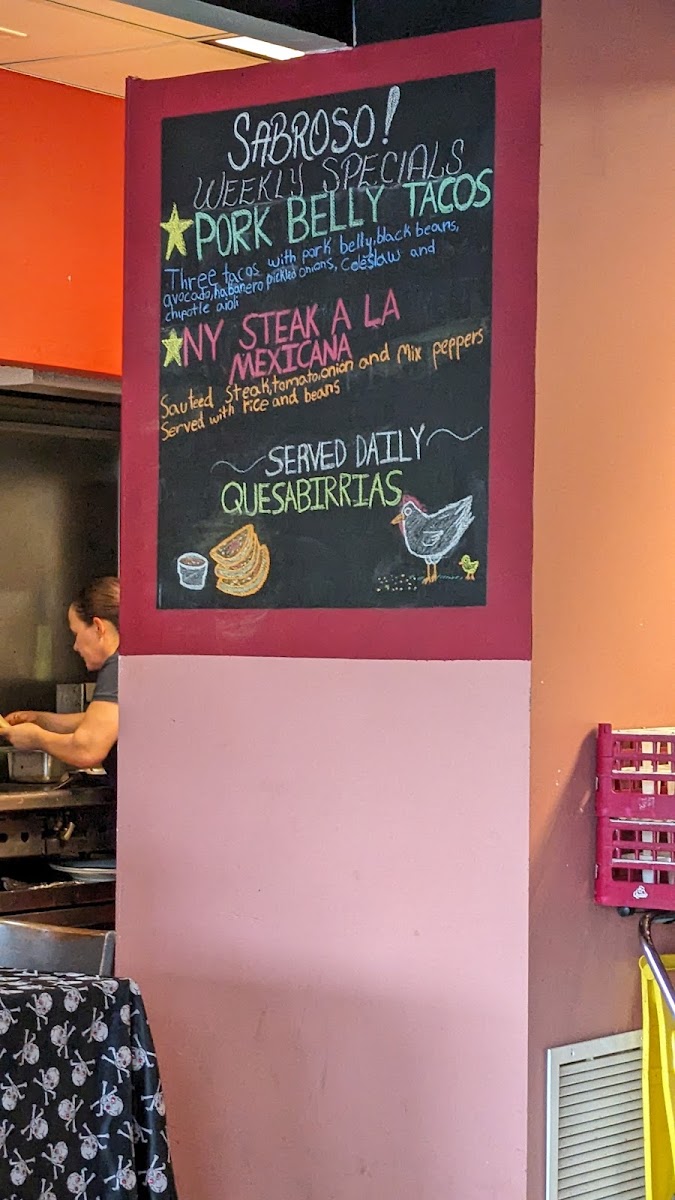 SABROSO!
WEEKLY SPECIALS
PORK BELLY TACOS
Three tacos with pork belly, black beans,
avocado, habanero pickled onions, Coleslaw and
chipotle aioli
NY STEAK A LA
MEXICANA
Sauteed steak, tomato, onion and Mix peppers
Served with rice and beans
SERVED DAILY
QUESABIRRIAS